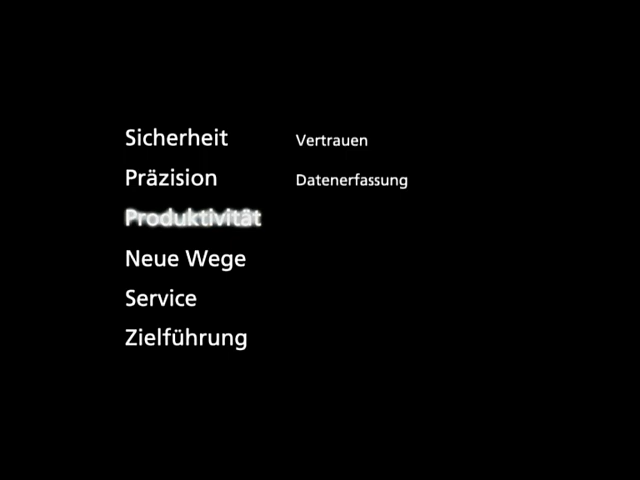 Sicherheit Vertrauen
Präzision Datenerfassung
Produktivität
Neue Wege
Service
Zielführung